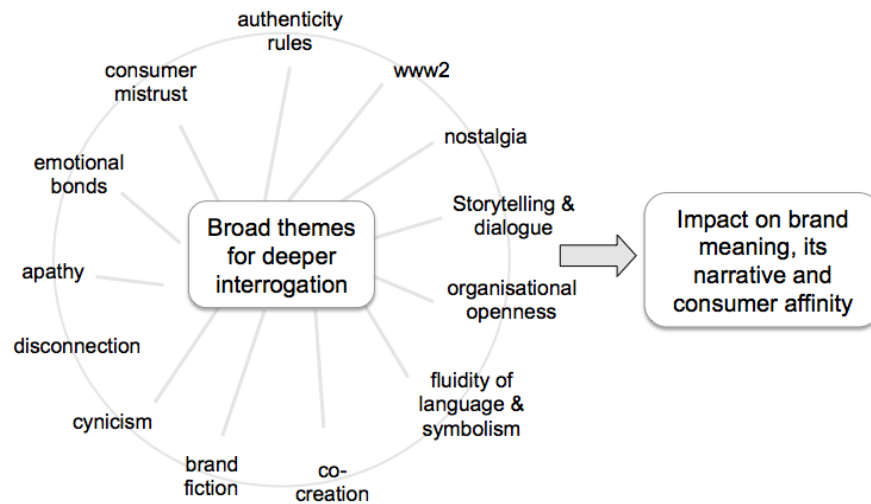 authenticity
rules
www2
consumer
mistrust
nostalgia
emotional
bonds
Storytelling &
dialogue
Broad themes
for deeper
interrogation
Impact on brand
meaning, its
narrative and
consumer affinity
apathy
organisational
openness
disconnection
fluidity of
language &
symbolism
cynicism
brand
fiction
co-
creation